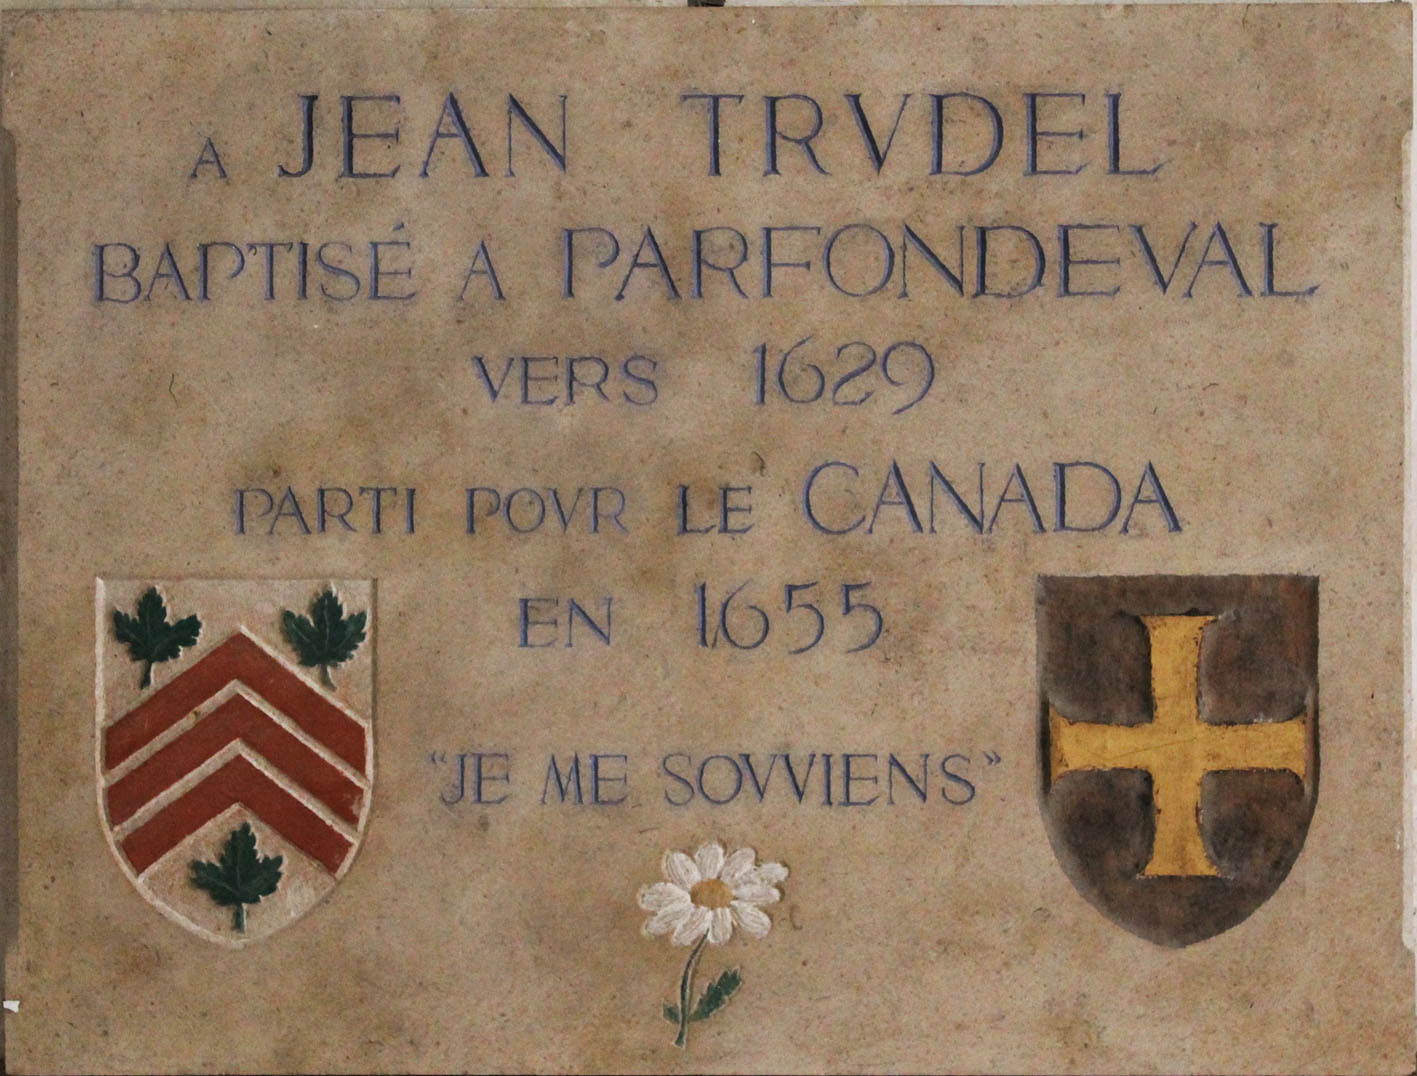 A JEAN TRVDEL
BAPTISÉ A PARFONDEVAL
VERS 1629
PARTI POVR LE CANADA
EN 1655
“JE ME SOVVIENS”